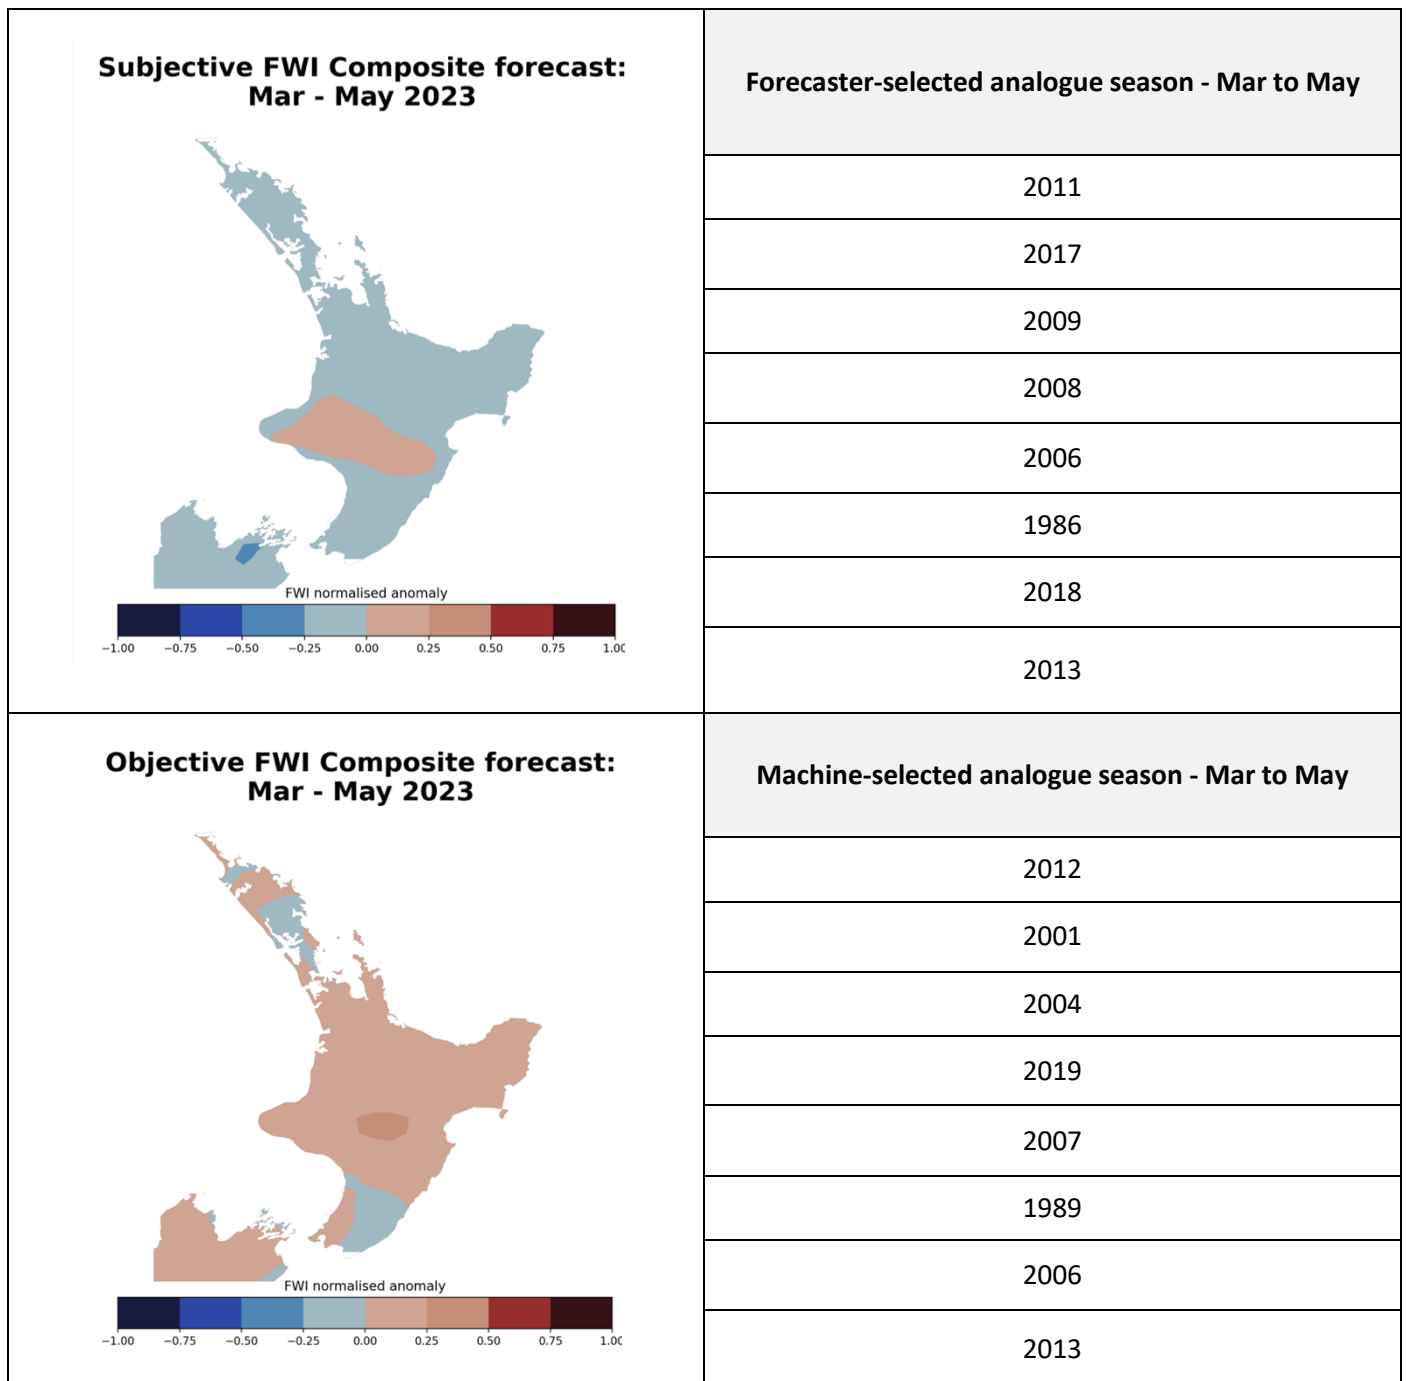 Subjective FWI Composite forecast:
Mar - May 2023
FWI normalised anomaly
−1.00 −0.75 −0.50 −0.25 0.00 0.25 0.50 0.75 1.00
Forecaster-selected analogue season - Mar to May
2011
2017
2009
2008
2006
1986
2018
2013
Objective FWI Composite forecast:
Mar - May 2023
FWI normalised anomaly
−1.00 −0.75 −0.50 −0.25 0.00 0.25 0.50 0.75 1.00
Machine-selected analogue season - Mar to May
2012
2001
2004
2019
2007
1989
2006
2013